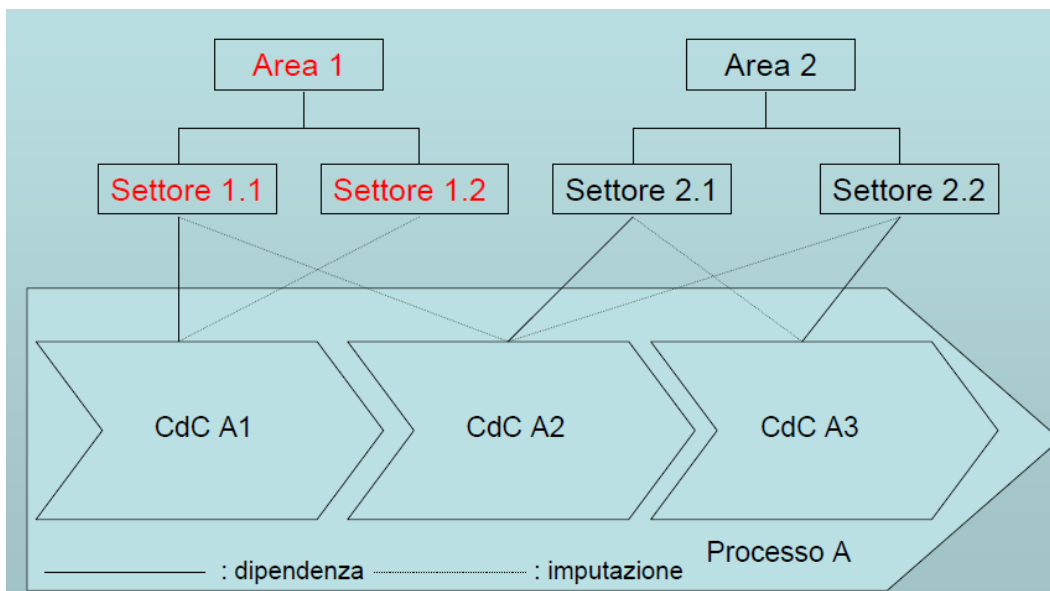 Area 1
Area 2
Settore 1.1
Settore 1.2
Settore 2.1
Settore 2.2
CdC A1
CdC A2
CdC A3
Processo A
: dipendenza
: imputazione